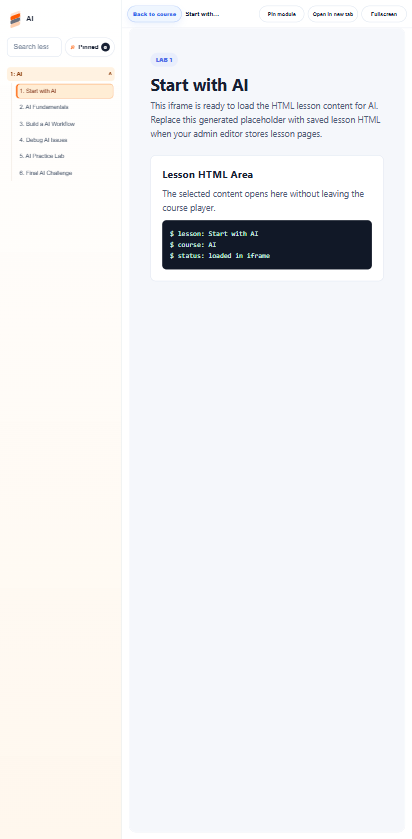 AI
Search less
Pinned 0
1: AI
1. Start with AI
2. AI Fundamentals
3. Build a AI Workflow
4. Debug AI Issues
5. AI Practice Lab
6. Final AI Challenge
Back to course Start with... Pin module Open in new tab Fullscreen
LAB 1
Start with AI
This iframe is ready to load the HTML lesson content for AI.
Replace this generated placeholder with saved lesson HTML
when your admin editor stores lesson pages.
Lesson HTML Area
The selected content opens here without leaving the
course player.
$ lesson: Start with AI
$ course: AI
$ status: loaded in iframe